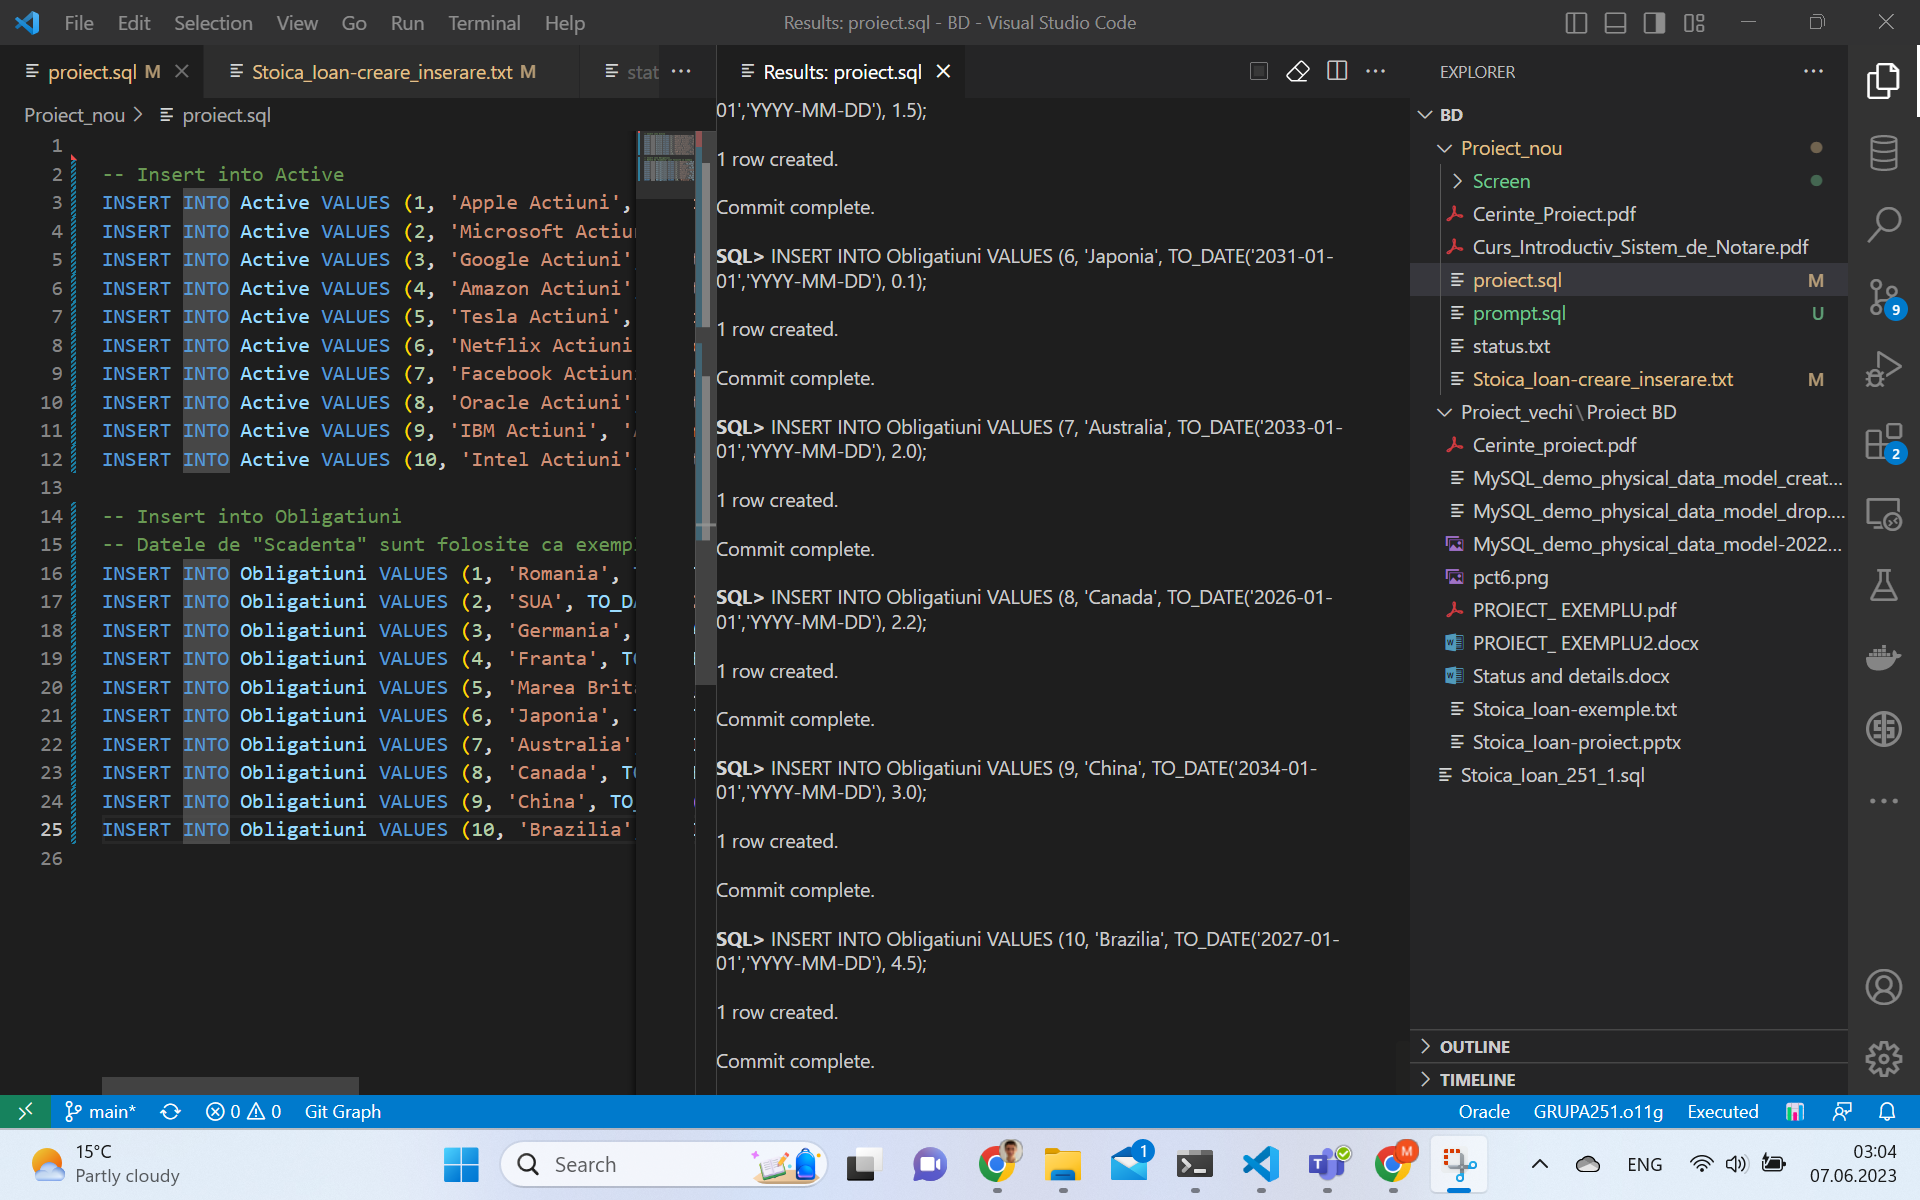 File Edit Selection View Go Run Terminal Help
Results: proiect.sql - BD - Visual Studio Code
proiect.sql M
Stoica_Ioan-creare_inserare.txt M
stat
Results: proiect.sql
Proiect_nou > proiect.sql
1
2 -- Insert into Active
3 INSERT INTO Active VALUES (1, 'Apple Actiuni',
4 INSERT INTO Active VALUES (2, 'Microsoft Actiu
5 INSERT INTO Active VALUES (3, 'Google Actiuni'
6 INSERT INTO Active VALUES (4, 'Amazon Actiuni'
7 INSERT INTO Active VALUES (5, 'Tesla Actiuni',
8 INSERT INTO Active VALUES (6, 'Netflix Actiuni
9 INSERT INTO Active VALUES (7, 'Facebook Actiun
10 INSERT INTO Active VALUES (8, 'Oracle Actiuni'
11 INSERT INTO Active VALUES (9, 'IBM Actiuni', '
12 INSERT INTO Active VALUES (10, 'Intel Actiuni'
13
14 -- Insert into Obligatiuni
15 -- Datele de "Scadenta" sunt folosite ca exemp
16 INSERT INTO Obligatiuni VALUES (1, 'Romania',
17 INSERT INTO Obligatiuni VALUES (2, 'SUA', TO_D
18 INSERT INTO Obligatiuni VALUES (3, 'Germania',
19 INSERT INTO Obligatiuni VALUES (4, 'Franta', T
20 INSERT INTO Obligatiuni VALUES (5, 'Marea Brit
21 INSERT INTO Obligatiuni VALUES (6, 'Japonia',
22 INSERT INTO Obligatiuni VALUES (7, 'Australia'
23 INSERT INTO Obligatiuni VALUES (8, 'Canada', T
24 INSERT INTO Obligatiuni VALUES (9, 'China', TO_
25 INSERT INTO Obligatiuni VALUES (10, 'Brazilia'
26
01','YYYY-MM-DD'), 1.5);
1 row created.
Commit complete.
SQL> INSERT INTO Obligatiuni VALUES (6, 'Japonia', TO_DATE('2031-01-
01','YYYY-MM-DD'), 0.1);
1 row created.
Commit complete.
SQL> INSERT INTO Obligatiuni VALUES (7, 'Australia', TO_DATE('2033-01-
01','YYYY-MM-DD'), 2.0);
1 row created.
Commit complete.
SQL> INSERT INTO Obligatiuni VALUES (8, 'Canada', TO_DATE('2026-01-
01','YYYY-MM-DD'), 2.2);
1 row created.
Commit complete.
SQL> INSERT INTO Obligatiuni VALUES (9, 'China', TO_DATE('2034-01-
01','YYYY-MM-DD'), 3.0);
1 row created.
Commit complete.
SQL> INSERT INTO Obligatiuni VALUES (10, 'Brazilia', TO_DATE('2027-01-
01','YYYY-MM-DD'), 4.5);
1 row created.
Commit complete.
EXPLORER
BD
Proiect_nou
Screen
Cerinte_Proiect.pdf
Curs_Introductiv_Sistem_de_Notare.pdf
proiect.sql M
prompt.sql U
status.txt
Stoica_Ioan-creare_inserare.txt M
Proiect_vechi\Proiect BD
Cerinte_proiect.pdf
MySQL_demo_physical_data_model_creat...
MySQL_demo_physical_data_model_drop....
MySQL_demo_physical_data_model-2022...
pct6.png
PROIECT_ EXEMPLU.pdf
PROIECT_ EXEMPLU2.docx
Status and details.docx
Stoica_Ioan-exemple.txt
Stoica_Ioan-proiect.pptx
Stoica_Ioan_251_1.sql
OUTLINE
TIMELINE
9
2
main* 0 0 Git Graph
Oracle GRUPA251.o11g Executed
15°C
Partly cloudy
Search
1
M
ENG
03:04
07.06.2023